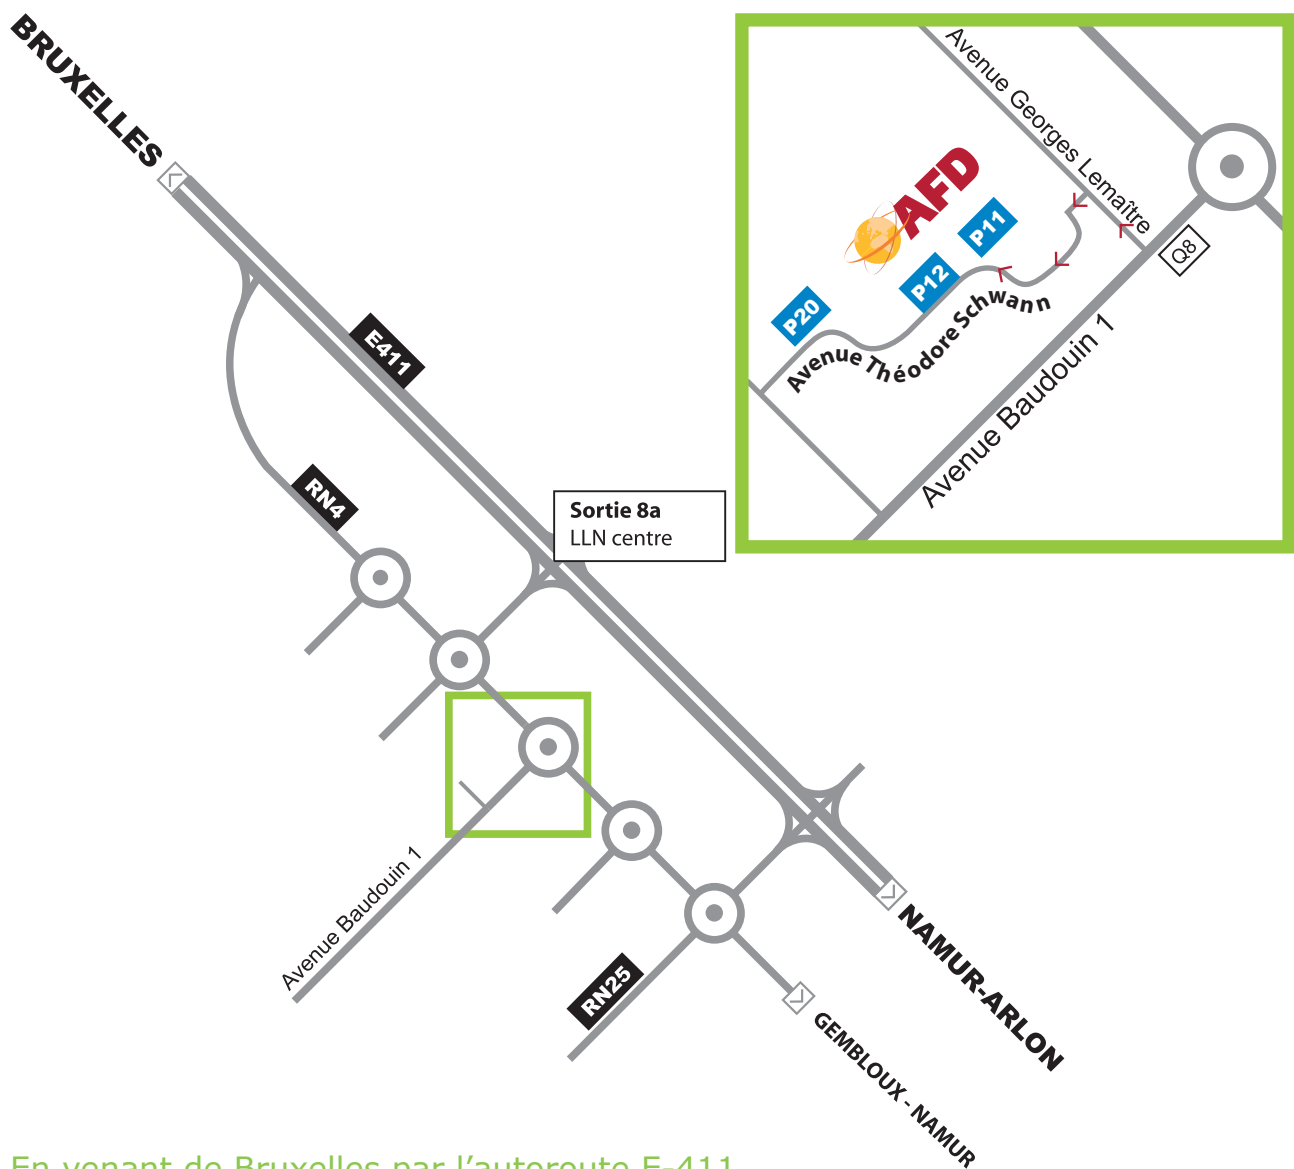 BRUXELLES
E411
RN4
Sortie 8a
LLN centre
Avenue Baudouin 1
RN25
NAMUR-ARLON
GEMBLOUX - NAMUR
Avenue Georges Lemaître
AFD
P11
P12
P20
Q8
Avenue Théodore Schwann
Avenue Baudouin 1
En venant de Bruxelles par l’autoroute E-411